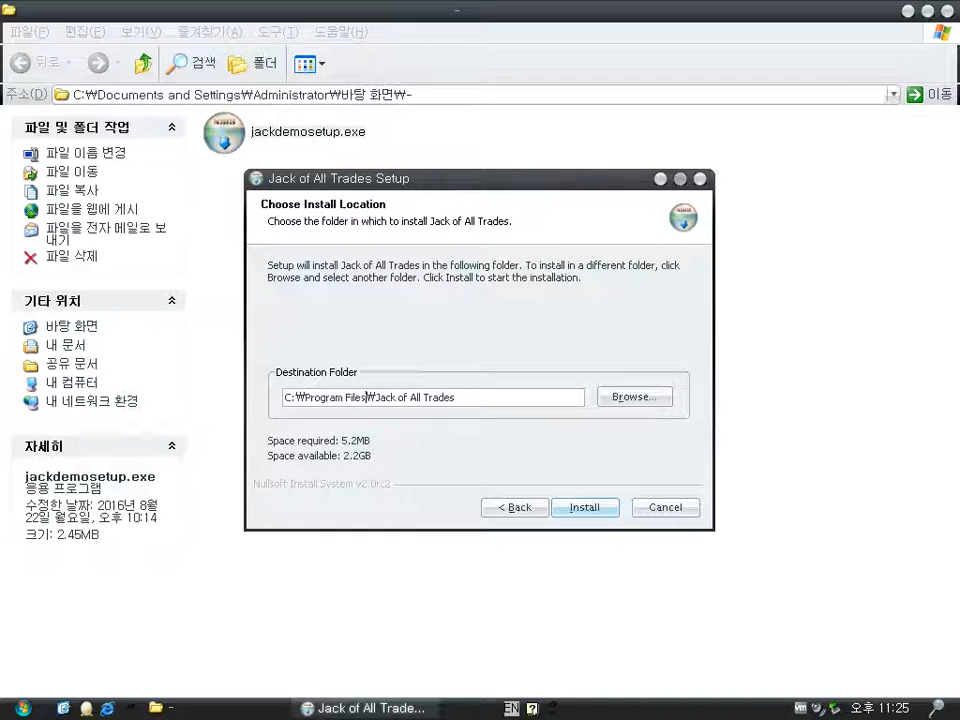 -
파일(F) 편집(E) 보기(V) 즐겨찾기(A) 도구(T) 도움말(H)
뒤로 검색 폴더
주소(D) C:₩Documents and Settings₩Administrator₩바탕 화면₩- 이동
파일 및 폴더 작업
파일 이름 변경
파일 이동
파일 복사
파일을 웹에 게시
파일을 전자 메일로 보
내기
파일 삭제
기타 위치
바탕 화면
내 문서
공유 문서
내 컴퓨터
내 네트워크 환경
자세히
jackdemosetup.exe
응용 프로그램
수정한 날짜: 2016년 8월
22일 월요일, 오후 10:14
크기: 2.45MB
jackdemosetup.exe
Jack of All Trades Setup
Choose Install Location
Choose the folder in which to install Jack of All Trades.
Setup will install Jack of All Trades in the following folder. To install in a different folder, click
Browse and select another folder. Click Install to start the installation.
Destination Folder
C:₩Program Files₩Jack of All Trades
Browse...
Space required: 5.2MB
Space available: 2.2GB
Nullsoft Install System v2.0rc2
< Back Install Cancel
- Jack of All Trade... EN ? 오후 11:25